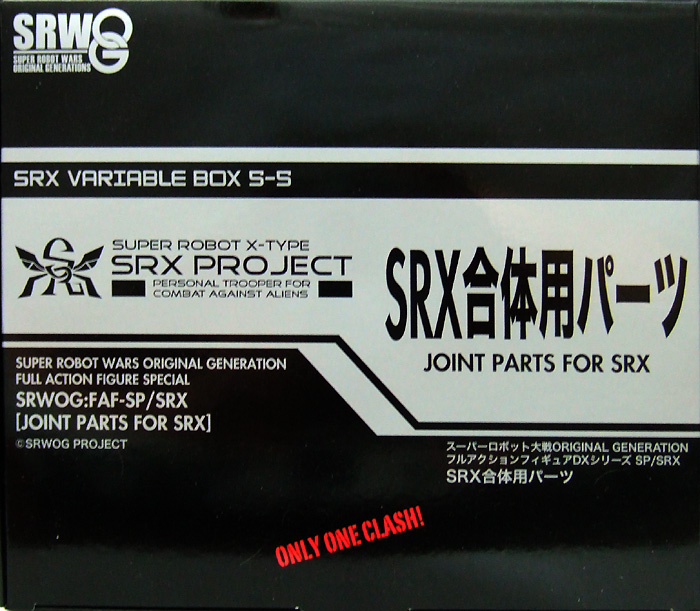 SRWOG
SUPER ROBOT WARS
ORIGINAL GENERATIONS
SRX VARIABLE BOX S-S
SUPER ROBOT X-TYPE
SRX PROJECT
PERSONAL TROOPER FOR
COMBAT AGAINST ALIENS
SRX合体用パーツ
JOINT PARTS FOR SRX
SUPER ROBOT WARS ORIGINAL GENERATION
FULL ACTION FIGURE SPECIAL
SRWOG:FAF-SP/SRX
[JOINT PARTS FOR SRX]
©SRWOG PROJECT
スーパーロボット大戦ORIGINAL GENERATION
フルアクションフィギュアDXシリーズ SP/SRX
SRX合体用パーツ
ONLY ONE CLASH!